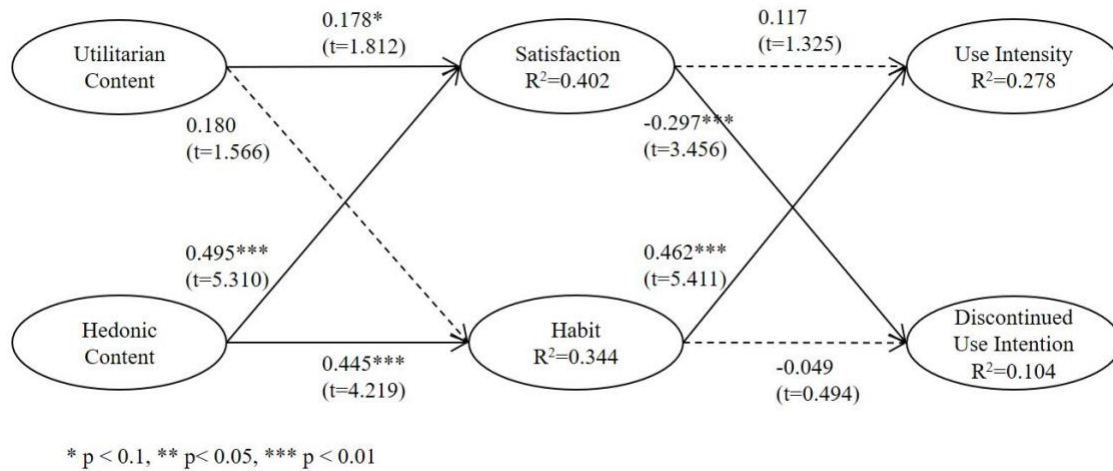 0.178*
(t=1.812)
0.117
(t=1.325)
Utilitarian
Content
Satisfaction
R²=0.402
Use Intensity
R²=0.278
0.180
(t=1.566)
-0.297***
(t=3.456)
0.495***
(t=5.310)
0.462***
(t=5.411)
Hedonic
Content
Habit
R²=0.344
Discontinued
Use Intention
R²=0.104
0.445***
(t=4.219)
-0.049
(t=0.494)
* p < 0.1, ** p< 0.05, *** p < 0.01